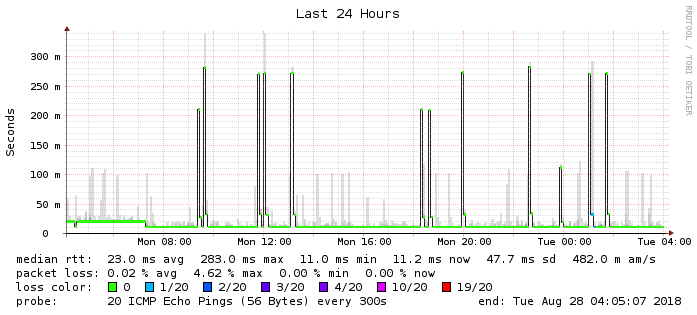 Last 24 Hours
RRDTOOL / TOBI OETIKER
Seconds
300 m
250 m
200 m
150 m
100 m
50 m
0
Mon 08:00 Mon 12:00 Mon 16:00 Mon 20:00 Tue 00:00 Tue 04:00
median rtt: 23.0 ms avg 283.0 ms max 11.0 ms min 11.2 ms now 47.7 ms sd 482.0 m am/s
packet loss: 0.02 % avg 4.62 % max 0.00 % min 0.00 % now
loss color: 0 1/20 2/20 3/20 4/20 10/20 19/20
probe: 20 ICMP Echo Pings (56 Bytes) every 300s end: Tue Aug 28 04:05:07 2018